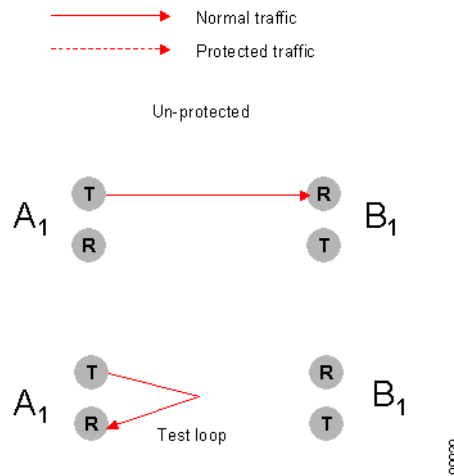 Normal traffic
Protected traffic
Un-protected
T
R
A1
B1
R
T
T
R
A1
B1
R
T
Test loop